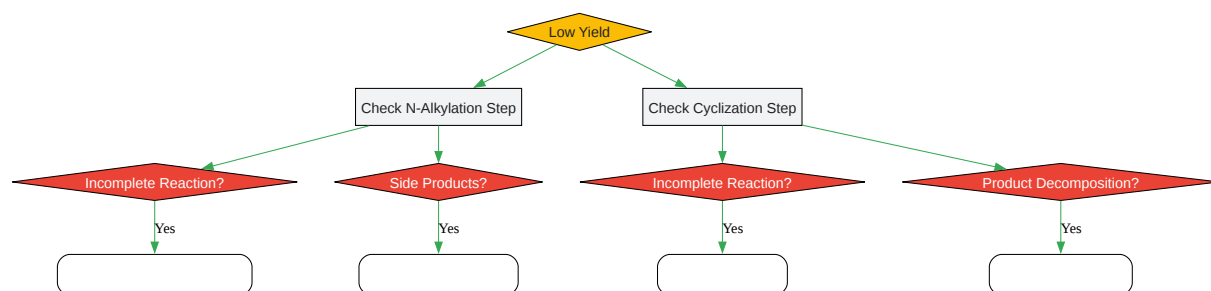 Low Yield
Check N-Alkylation Step
Check Cyclization Step
Incomplete Reaction?
Side Products?
Incomplete Reaction?
Product Decomposition?
Yes
Yes
Yes
Yes